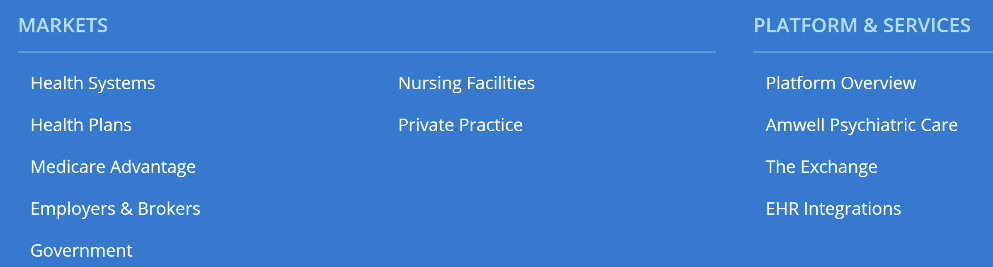 MARKETS
Health Systems
Health Plans
Medicare Advantage
Employers & Brokers
Government
Nursing Facilities
Private Practice
PLATFORM & SERVICES
Platform Overview
Amwell Psychiatric Care
The Exchange
EHR Integrations